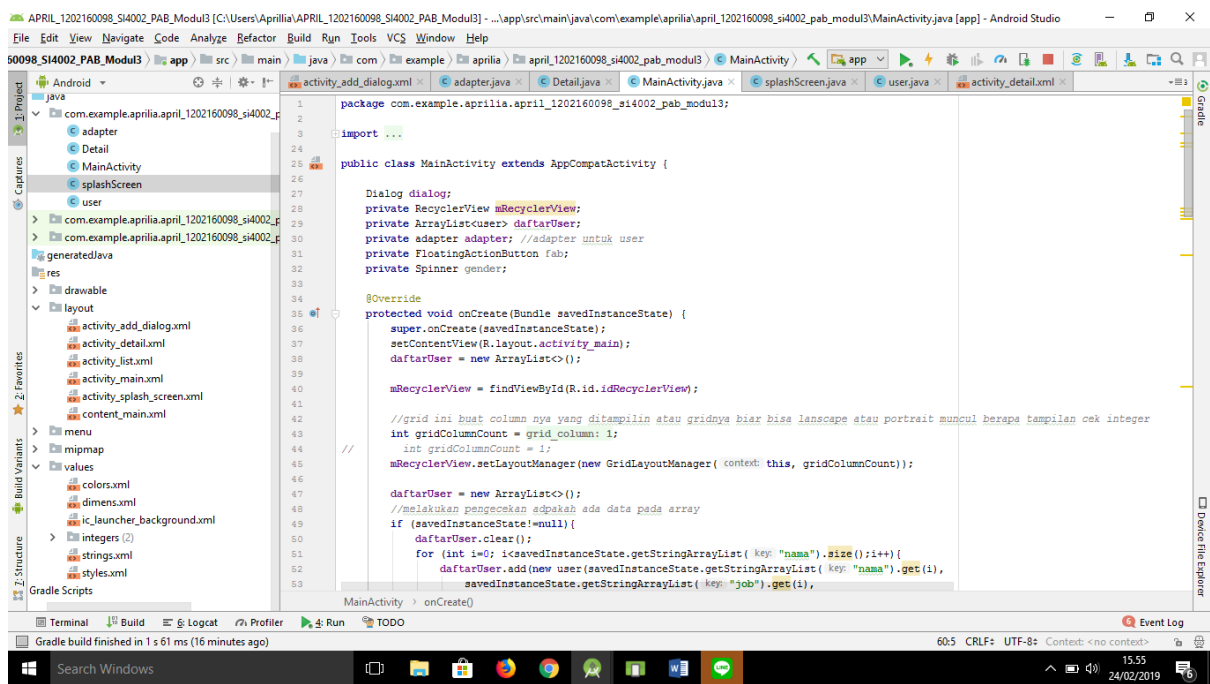 APRIL_1202160098_SI4002_PAB_Modul3 [C:\Users\Aprillia\APRIL_1202160098_SI4002_PAB_Modul3] - ...\app\src\main\java\com\example\aprilia\april_1202160098_si4002_pab_modul3\MainActivity.java [app] - Android Studio
File Edit View Navigate Code Analyze Refactor Build Run Tools VCS Window Help
60098_SI4002_PAB_Modul3 app src main java com example aprilia april_1202160098_si4002_pab_modul3 MainActivity app
Android
activity_add_dialog.xml adapter.java Detail.java MainActivity.java splashScreen.java user.java activity_detail.xml
1: Project
Captures
2: Favorites
Build Variants
7: Structure
java
com.example.aprilia.april_1202160098_si4002_p
adapter
Detail
MainActivity
splashScreen
user
com.example.aprilia.april_1202160098_si4002_p
com.example.aprilia.april_1202160098_si4002_p
generatedJava
res
drawable
layout
activity_add_dialog.xml
activity_detail.xml
activity_list.xml
activity_main.xml
activity_splash_screen.xml
content_main.xml
menu
mipmap
values
colors.xml
dimens.xml
ic_launcher_background.xml
integers (2)
strings.xml
styles.xml
Gradle Scripts
1 package com.example.aprilia.april_1202160098_si4002_pab_modul3;
2
3 import ...
24
25 public class MainActivity extends AppCompatActivity {
26
27 Dialog dialog;
28 private RecyclerView mRecyclerView;
29 private ArrayList<user> daftarUser;
30 private adapter adapter; //adapter untuk user
31 private FloatingActionButton fab;
32 private Spinner gender;
33
34 @Override
35 protected void onCreate(Bundle savedInstanceState) {
36 super.onCreate(savedInstanceState);
37 setContentView(R.layout.activity_main);
38 daftarUser = new ArrayList<>();
39
40 mRecyclerView = findViewById(R.id.idRecyclerView);
41
42 //grid ini buat column nya yang ditampilin atau gridnya biar bisa lanscape atau portrait muncul berapa tampilan cek integer
43 int gridColumnCount = grid_column: 1;
44 // int gridColumnCount = 1;
45 mRecyclerView.setLayoutManager(new GridLayoutManager( context: this, gridColumnCount));
46
47 daftarUser = new ArrayList<>();
48 //melakukan pengecekan adpakah ada data pada array
49 if (savedInstanceState!=null){
50 daftarUser.clear();
51 for (int i=0; i<savedInstanceState.getStringArrayList( key: "nama").size();i++){
52 daftarUser.add(new user(savedInstanceState.getStringArrayList( key: "nama").get(i),
53 savedInstanceState.getStringArrayList( key: "job").get(i),
MainActivity > onCreate()
Gradle
Device File Explorer
Terminal Build 6: Logcat Profiler 4: Run TODO 6 Event Log
Gradle build finished in 1 s 61 ms (16 minutes ago) 60:5 CRLF UTF-8 Context: <no context>
Search Windows
W
LINE
15.55
24/02/2019
6